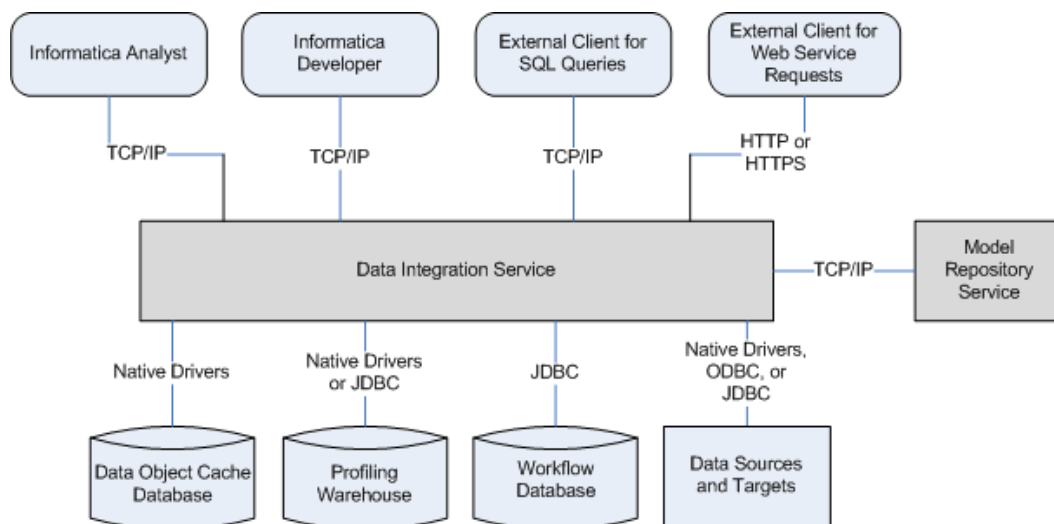 Informatica Analyst
Informatica
Developer
External Client for
SQL Queries
External Client for
Web Service
Requests
TCP/IP
TCP/IP
TCP/IP
HTTP or
HTTPS
Data Integration Service
TCP/IP
Model
Repository
Service
Native Drivers
Native Drivers
or JDBC
JDBC
Native Drivers,
ODBC, or
JDBC
Data Object Cache
Database
Profiling
Warehouse
Workflow
Database
Data Sources
and Targets